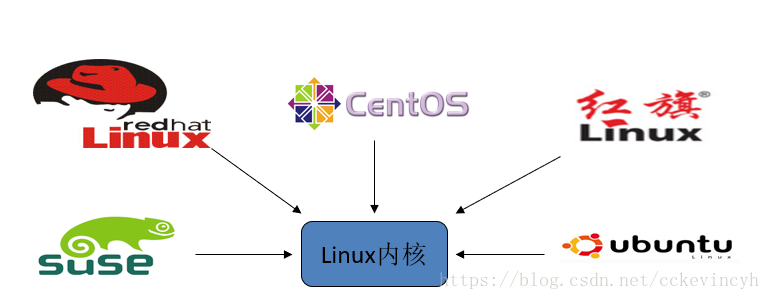 redhat
Linux
CentOS
红旗®
Linux
suse
Linux内核
ubuntu
Linux
https://blog.csdn.net/cckevincyh